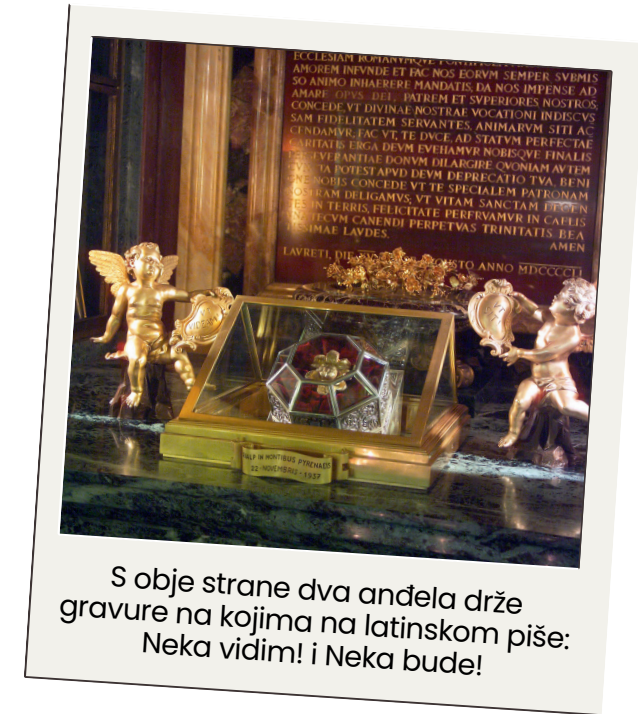 ECCLESIAM ROMANVMQVE PONTIFICEM
AMOREM INFVNDE ET FAC NOS EORVM SEMPER SVBMIS
SO ANIMO INHAERERE MANDATIS, DA NOS IMPENSE AD
AMARE OPVS DEI, PATREM ET SVPERIORES NOSTROS,
CONCEDE, VT DIVINAE NOSTRAE VOCATIONI INDISCVS
SAM FIDELITATEM SERVANTES, ANIMARVM SITI AC
CENDAMVR, FAC VT, TE DVCE, AD STATVM PERFECTAE
CARITATIS ERGA DEVM EVEHAMVR NOBISQVE FINALIS
DONVM DILARGIRE QVONIAM AVTEM
POTEST APVD DEVM DEPRECATIO TVA, BENI
NOBIS CONCEDE VT TE SPECIALEM PATRONAM
DELIGAMVS, VT VITAM SANCTAM
IN TERRIS, FELICITATE PERFRVAMVR IN CAELIS
TECVM CANENDI PERPETVAS TRINITATIS BEA
LAVDES.
AMEN
LAVRETI, ANNO MDCCCCLI
HALF IN MONTIBUS PYRENAEIS
22·NOVEMBRIS·1937
S obje strane dva anđela drže
gravure na kojima na latinskom piše:
Neka vidim! i Neka bude!